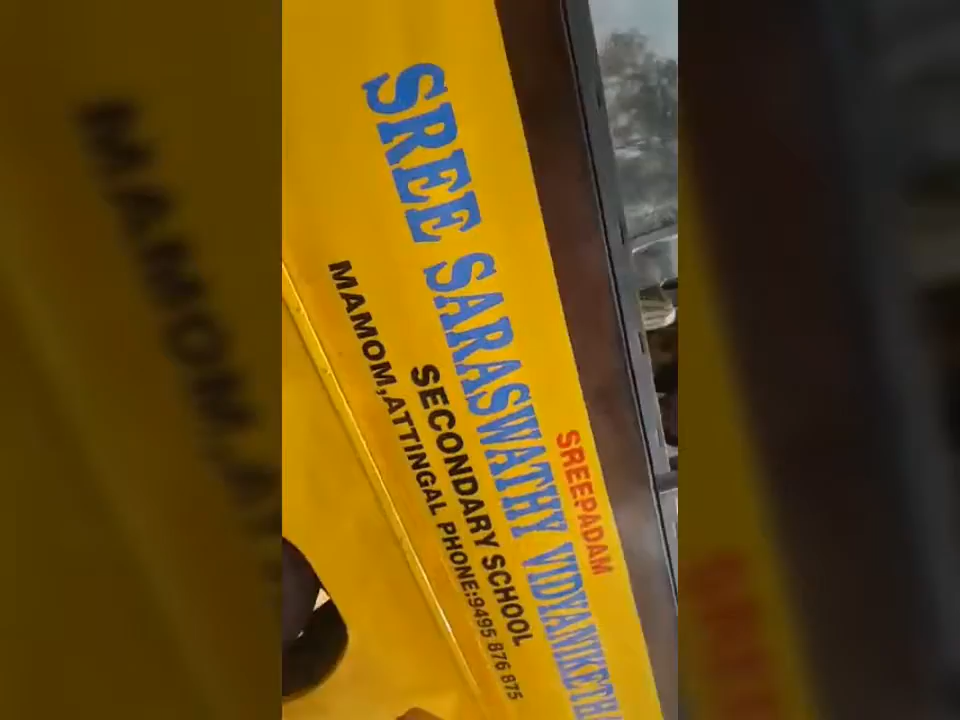 SREEPADAM
SREE SARASWATHY VIDYANIKETHA
SECONDARY SCHOOL
MAMOM,ATTINGAL PHONE:9495 876 875